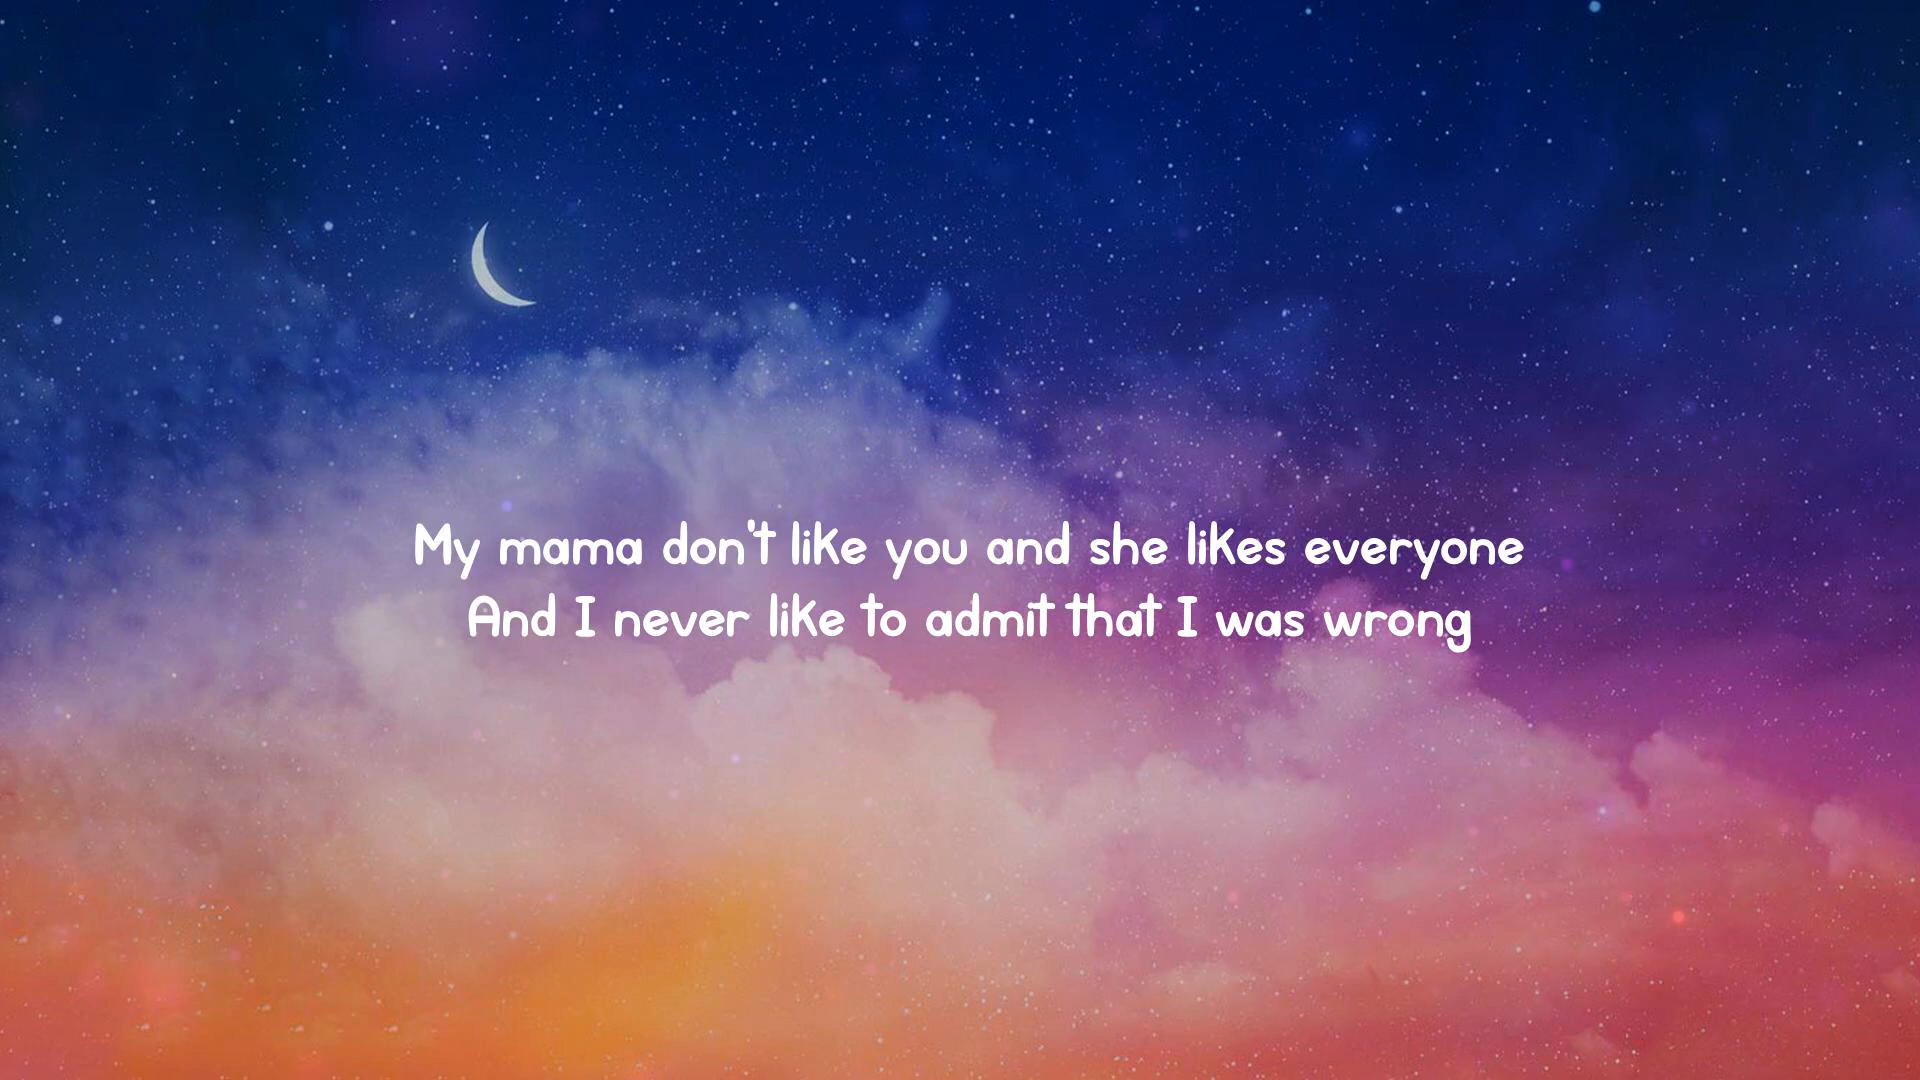 My mama don't like you and she likes everyone
And I never like to admit that I was wrong